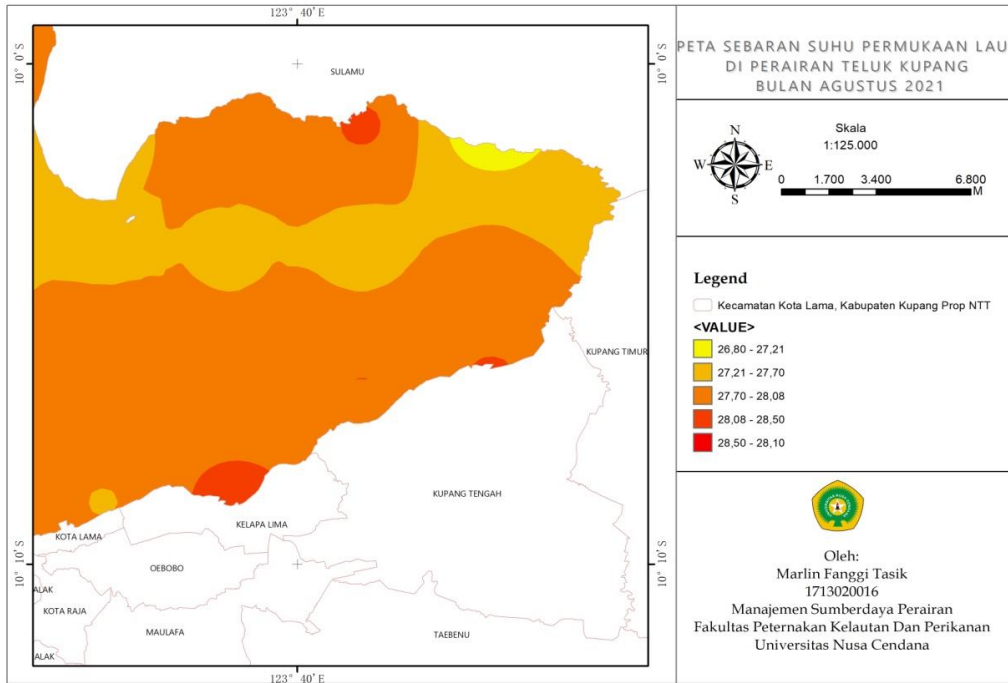 123° 40' E
10° 0' S
10° 0' S
SULAMU
KUPANG TIMUR
KUPANG TENGAH
KELAPA LIMA
KOTA LAMA
OEBOBO
10° 10' S
10° 10' S
ALAK
KOTA RAJA
MAULAFA
TAEBENU
ALAK
123° 40' E
PETA SEBARAN SUHU PERMUKAAN LAU
DI PERAIRAN TELUK KUPANG
BULAN AGUSTUS 2021
N
W E
S
Skala
1:125.000
0 1.700 3.400 6.800
M
Legend
Kecamatan Kota Lama, Kabupaten Kupang Prop NTT
<VALUE>
26,80 - 27,21
27,21 - 27,70
27,70 - 28,08
28,08 - 28,50
28,50 - 28,10
Oleh:
Marlin Fanggi Tasik
1713020016
Manajemen Sumberdaya Perairan
Fakultas Peternakan Kelautan Dan Perikanan
Universitas Nusa Cendana